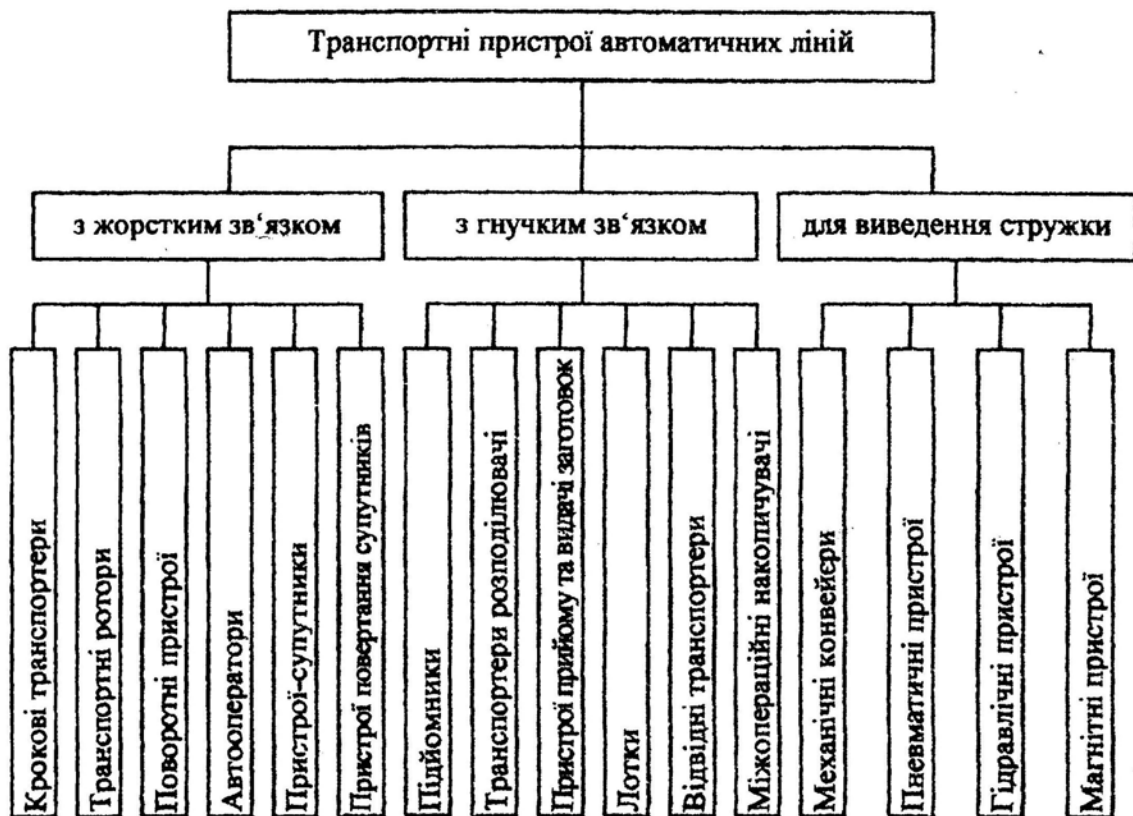 Транспортні пристрої автоматичних ліній
з жорстким зв‘язком
з гнучким зв‘язком
для виведення стружки
Крокові транспортери
Транспортні ротори
Поворотні пристрої
Автооператори
Пристрої-супутники
Пристрої повертання супутників
Підйомники
Транспортери розподілювачі
Пристрої прийому та видачі заготовок
Лотки
Відвідні транспортери
Міжопераційні накопичувачі
Механічні конвейєри
Пневматичні пристрої
Гідравлічні пристрої
Магнітні пристрої